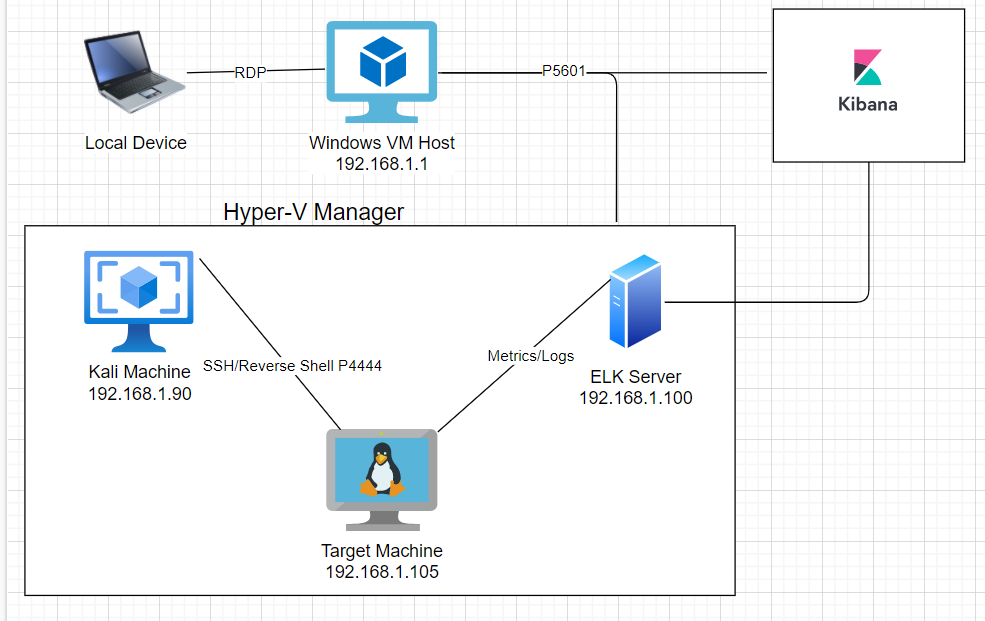 RDP
P5601
Kibana
Local Device
Windows VM Host
192.168.1.1
Hyper-V Manager
SSH/Reverse Shell P4444
Metrics/Logs
Kali Machine
192.168.1.90
ELK Server
192.168.1.100
Target Machine
192.168.1.105